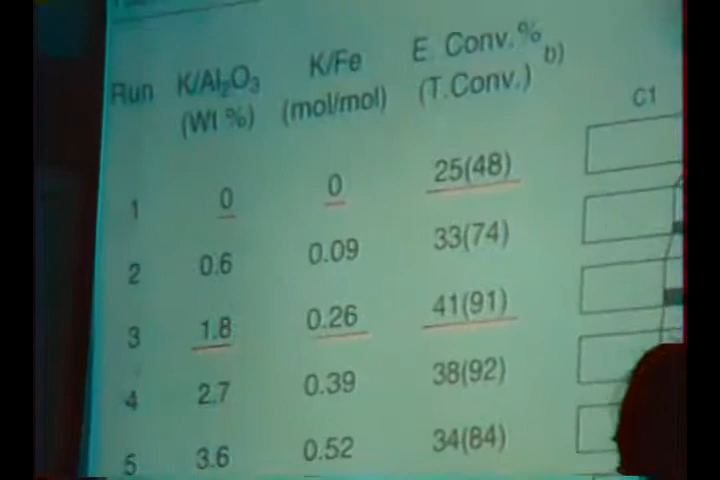 Run K/Al2O3 K/Fe E Conv.% b)
(Wt %) (mol/mol) (T.Conv.) C1
1 0 0 25(48)
2 0.6 0.09 33(74)
3 1.8 0.26 41(91)
4 2.7 0.39 38(92)
5 3.6 0.52 34(84)